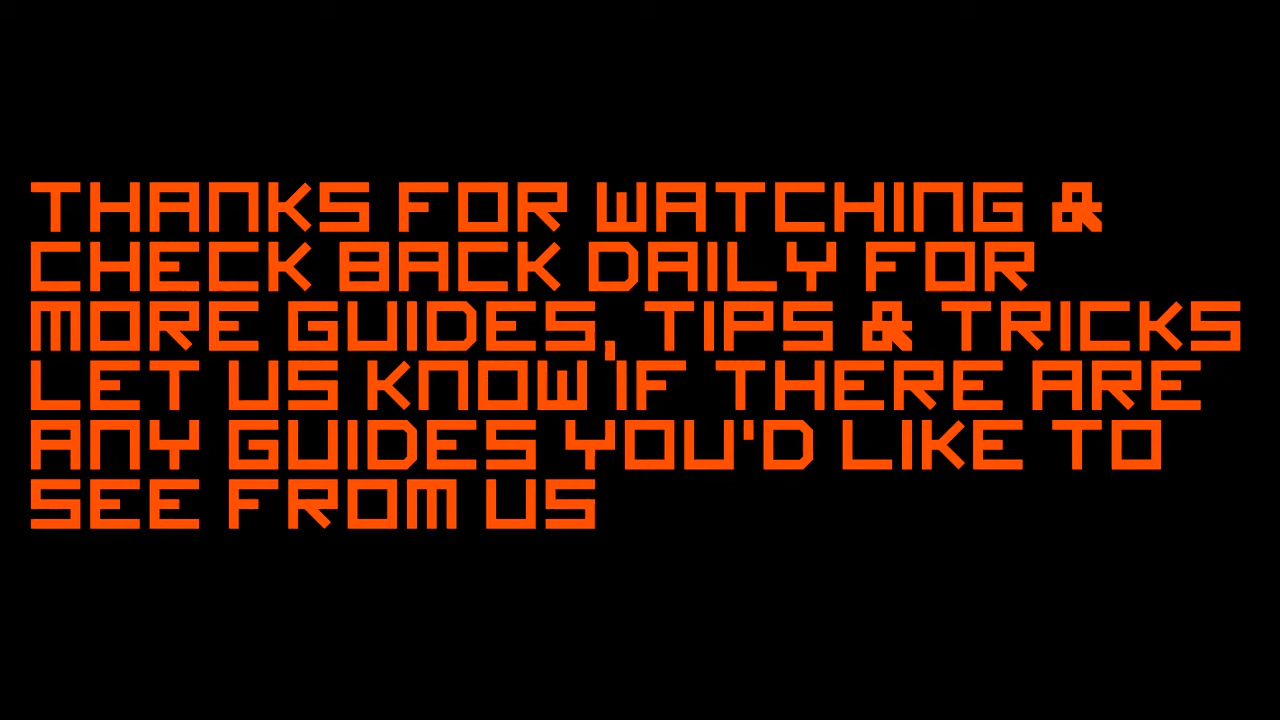 THANKS FOR WATCHING &
CHECK BACK DAILY FOR
MORE GUIDES, TIPS & TRICKS
LET US KNOW IF THERE ARE
ANY GUIDES YOU'D LIKE TO
SEE FROM US